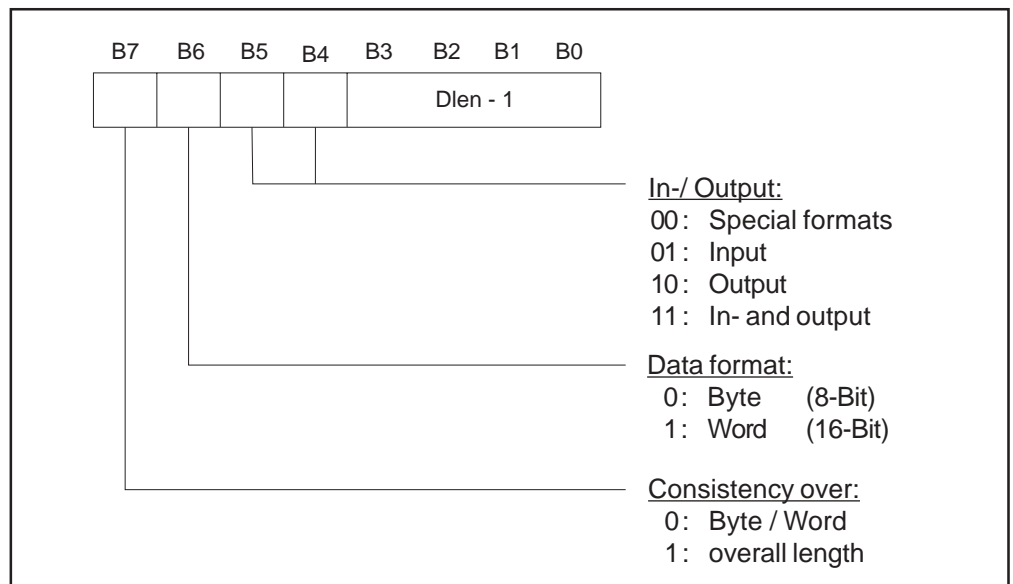 B7 B6 B5 B4 B3 B2 B1 B0
Dlen - 1
In-/ Output:
00: Special formats
01: Input
10: Output
11: In- and output
Data format:
0: Byte (8-Bit)
1: Word (16-Bit)
Consistency over:
0: Byte / Word
1: overall length